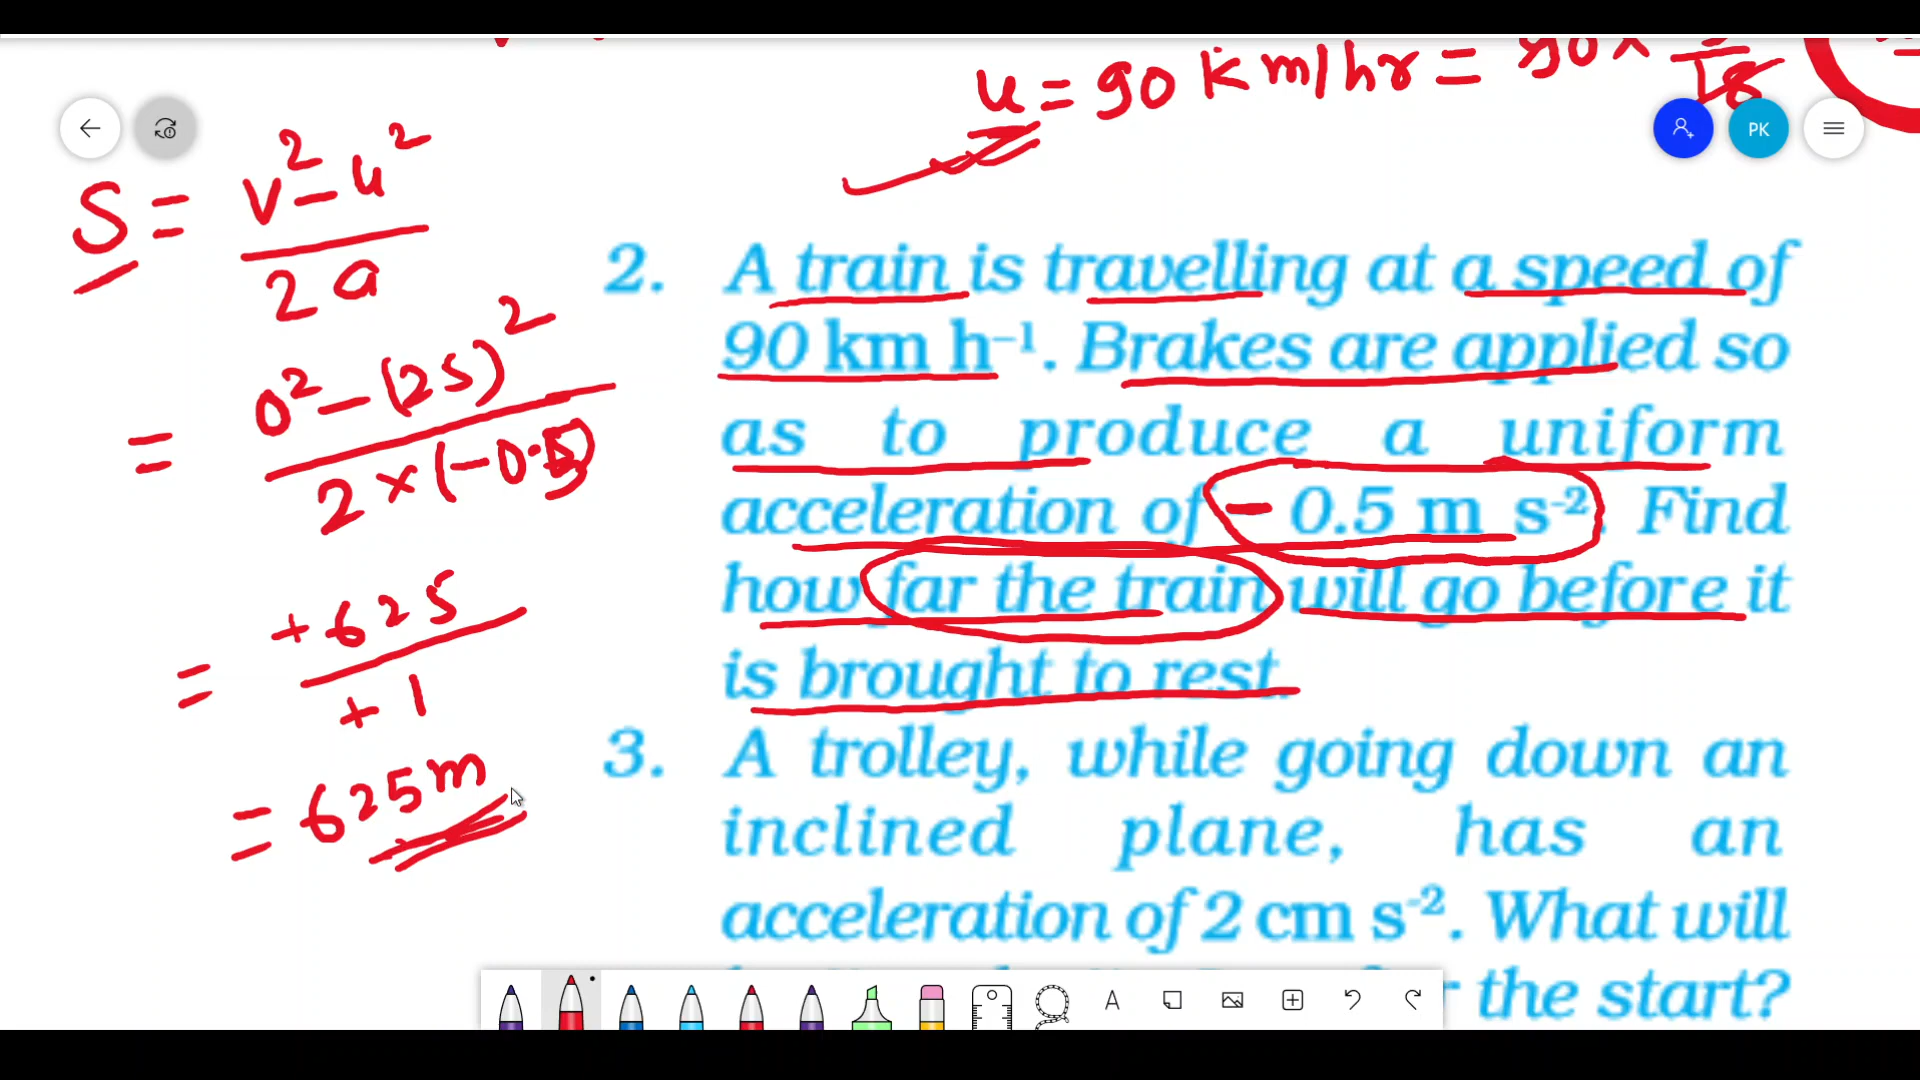 u = 90 km/hr = 90 ×
18
PK
S = v² - u²
2 a
= 0² - (25)²
2 × (-0.5)
= +625
+1
= 625m
2. A train is travelling at a speed of
90 km h⁻¹. Brakes are applied so
as to produce a uniform
acceleration of - 0.5 m s⁻². Find
how far the train will go before it
is brought to rest.
3. A trolley, while going down an
inclined plane, has an
acceleration of 2 cm s⁻². What will
the start?
A